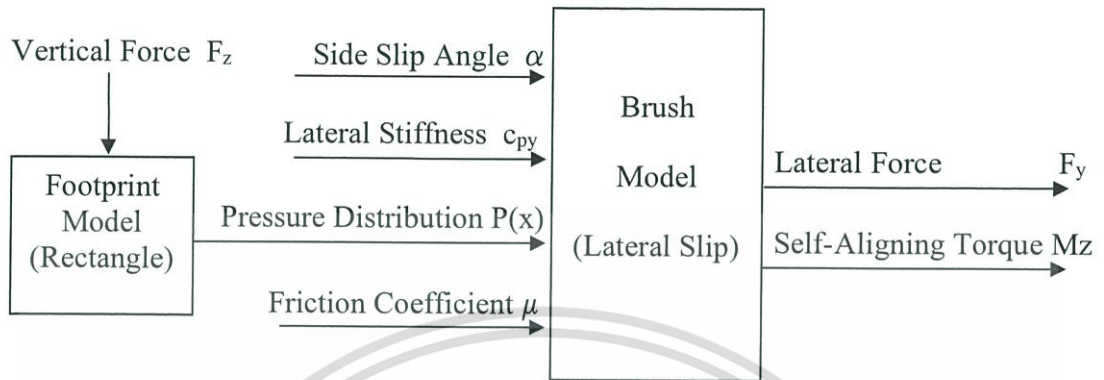 Vertical Force F_z
Side Slip Angle α
Lateral Stiffness c_py
Footprint
Model
(Rectangle)
Pressure Distribution P(x)
Friction Coefficient μ
Brush
Model
(Lateral Slip)
Lateral Force F_y
Self-Aligning Torque Mz